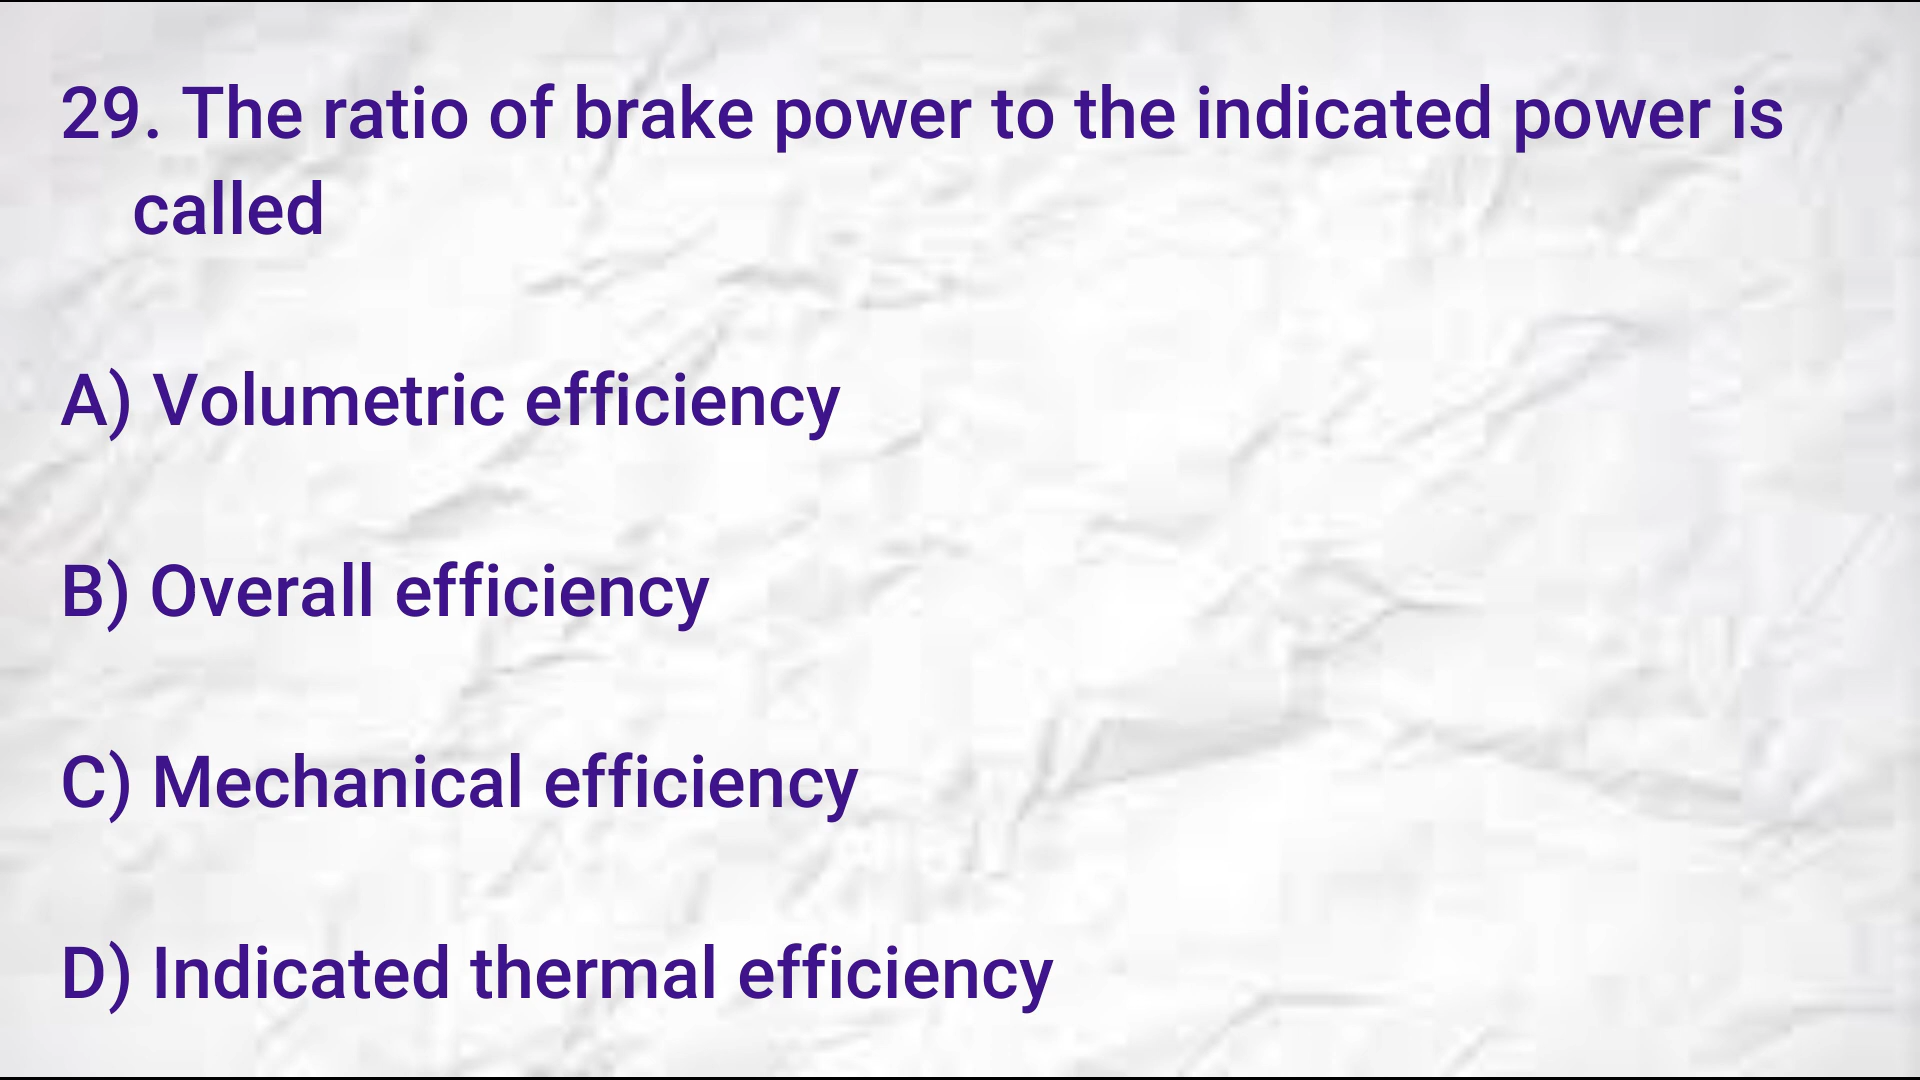 29. The ratio of brake power to the indicated power is
called
A) Volumetric efficiency
B) Overall efficiency
C) Mechanical efficiency
D) Indicated thermal efficiency